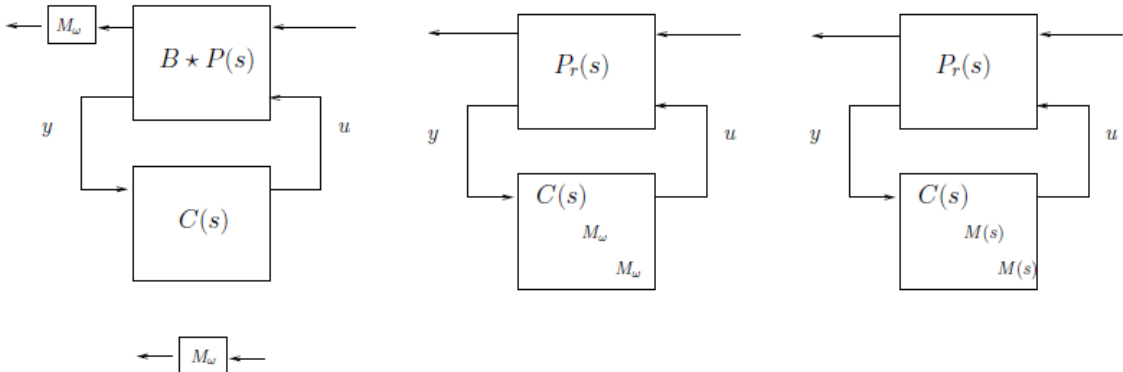 M_ω
B ⋆ P(s)
y
u
C(s)
M_ω
P_r(s)
y
u
C(s)
M_ω
M_ω
P_r(s)
y
u
C(s)
M(s)
M(s)